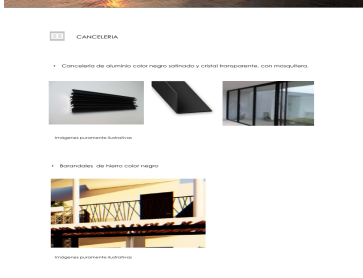 CANCELERIA
• Cancelería de aluminio color negro satinado y cristal transparente, con mosquitera.
Imágenes puramente ilustrativas
• Barandales de hierro color negro
Imágenes puramente ilustrativas